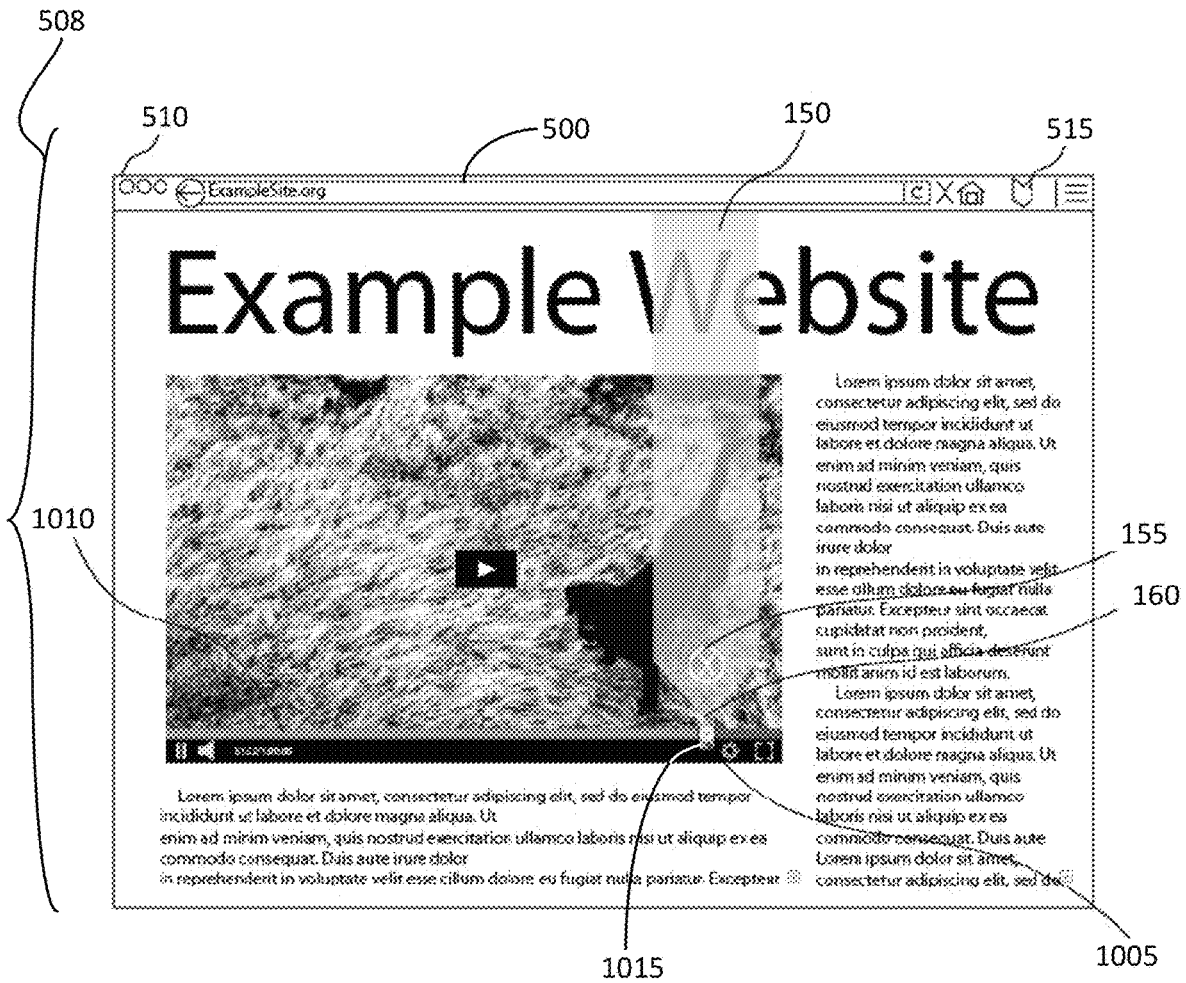 508
510
500
150
515
ExampleSite.org
C
Example Website
Lorem ipsum dolor sit amet,
consectetur adipiscing elit, sed do
eiusmod tempor incididunt ut
labore et dolore magna aliqua. Ut
enim ad minim veniam, quis
nostrud exercitation ullamco
laboris nisi ut aliquip ex ea
commodo consequat. Duis aute
irure dolor
in reprehenderit in voluptate velit
esse cillum dolore eu fugiat nulla
pariatur. Excepteur sint occaecat
cupidatat non proident,
sunt in culpa qui officia deserunt
mollit anim id est laborum.
Lorem ipsum dolor sit amet,
consectetur adipiscing elit, sed do
eiusmod tempor incididunt ut
labore et dolore magna aliqua. Ut
enim ad minim veniam, quis
nostrud exercitation ullamco
laboris nisi ut aliquip ex ea
commodo consequat. Duis aute
Lorem ipsum dolor sit amet,
consectetur adipiscing elit, sed do
1010
155
160
Lorem ipsum dolor sit amet, consectetur adipiscing elit, sed do eiusmod tempor
incididunt ut labore et dolore magna aliqua. Ut
enim ad minim veniam, quis nostrud exercitation ullamco laboris nisi ut aliquip ex ea
commodo consequat. Duis aute irure dolor
in reprehenderit in voluptate velit esse cillum dolore eu fugiat nulla pariatur. Excepteur
1015
1005